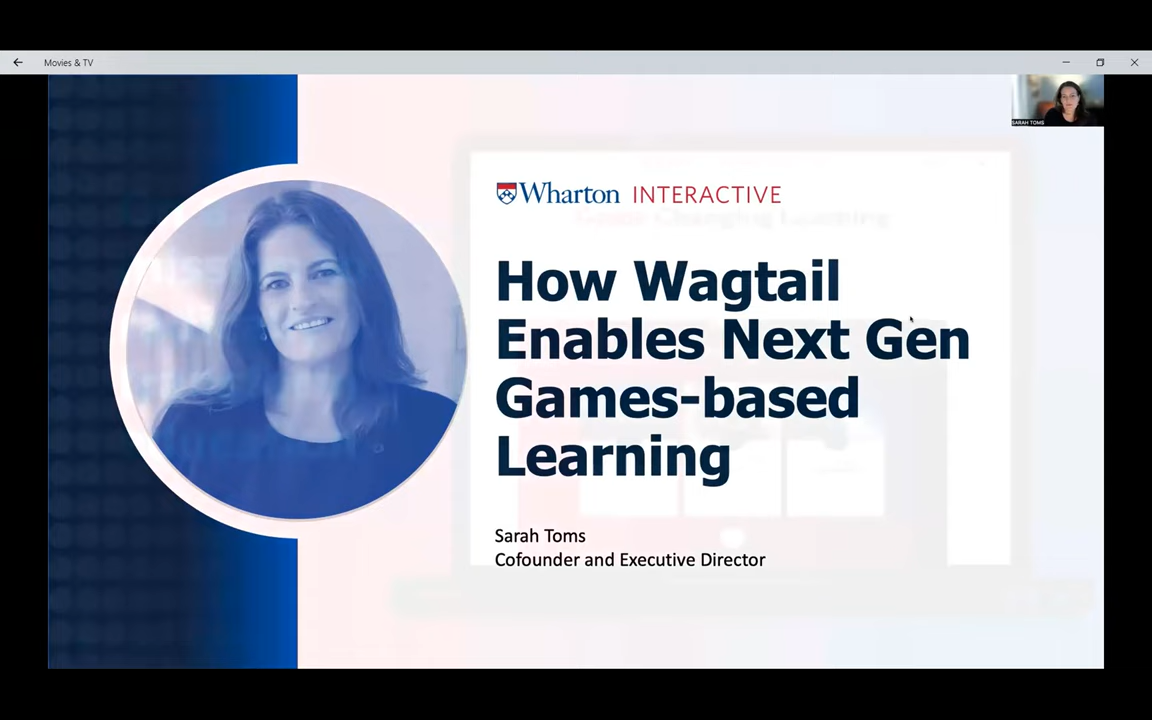 Movies & TV
SARAH TOMS
Wharton INTERACTIVE
How Wagtail
Enables Next Gen
Games-based
Learning
Sarah Toms
Cofounder and Executive Director